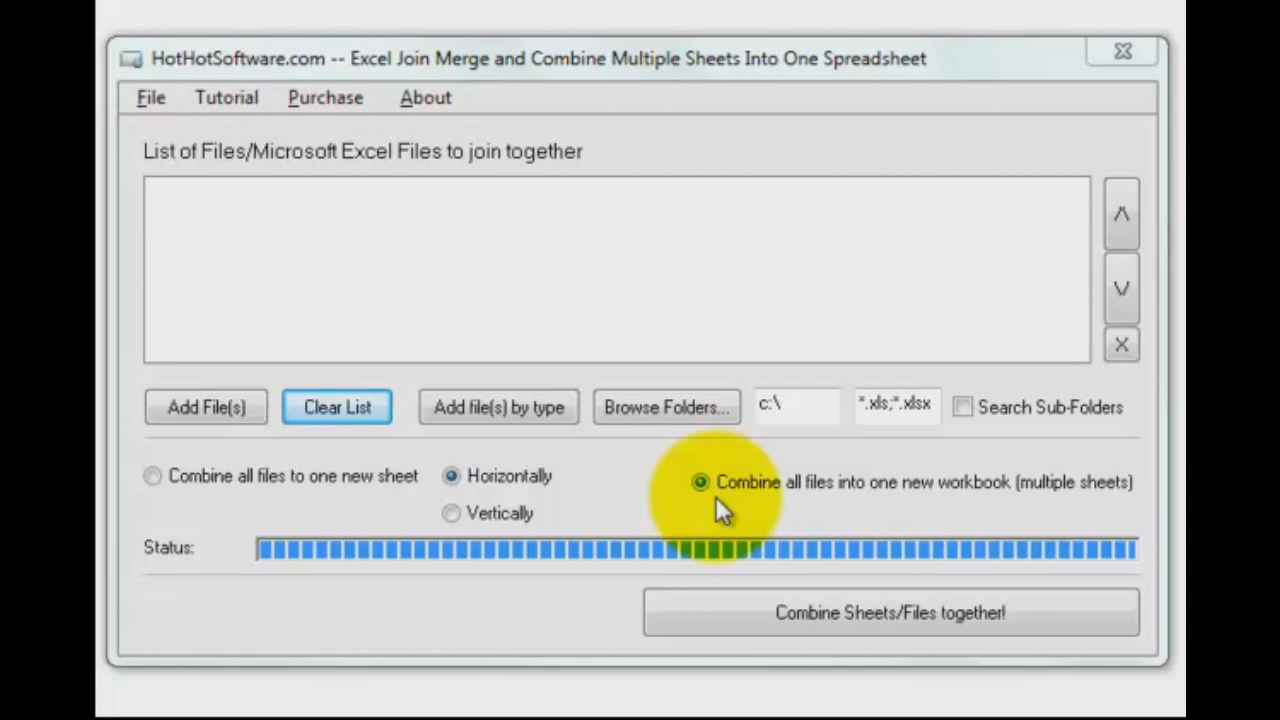 HotHotSoftware.com -- Excel Join Merge and Combine Multiple Sheets Into One Spreadsheet
File Tutorial Purchase About
List of Files/Microsoft Excel Files to join together
/\
\/
X
Add File(s) Clear List Add file(s) by type Browse Folders... c:\ *.xls;*.xlsx Search Sub-Folders
Combine all files to one new sheet Horizontally Combine all files into one new workbook (multiple sheets)
Vertically
Status:
Combine Sheets/Files together!